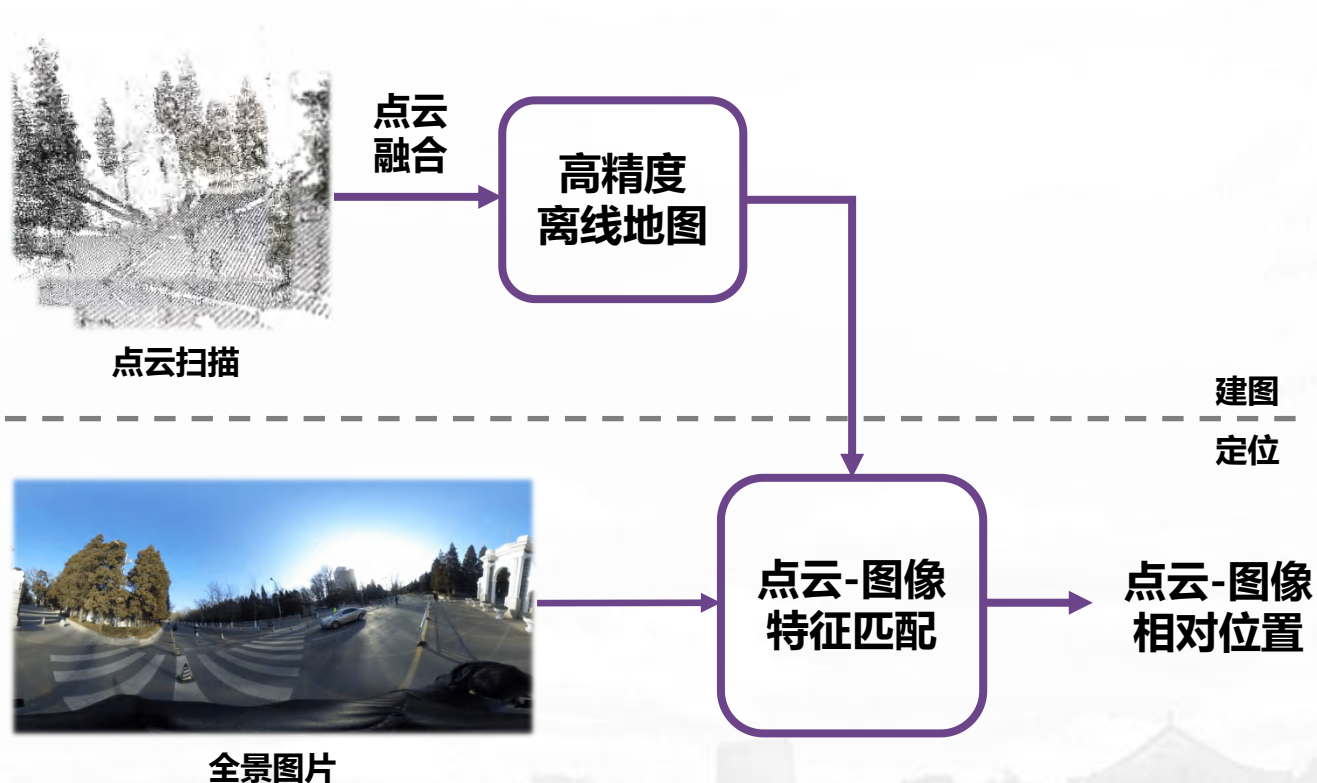 点云
融合
高精度
离线地图
点云扫描
建图
定位
点云-图像
特征匹配
点云-图像
相对位置
全景图片